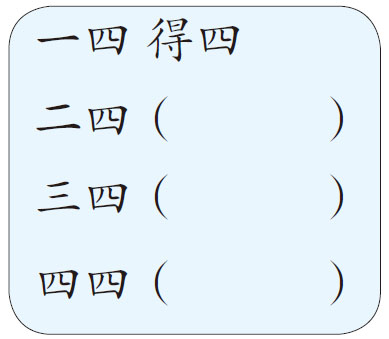 一四 得四
二四 (          )
三四 (          )
四四 (          )